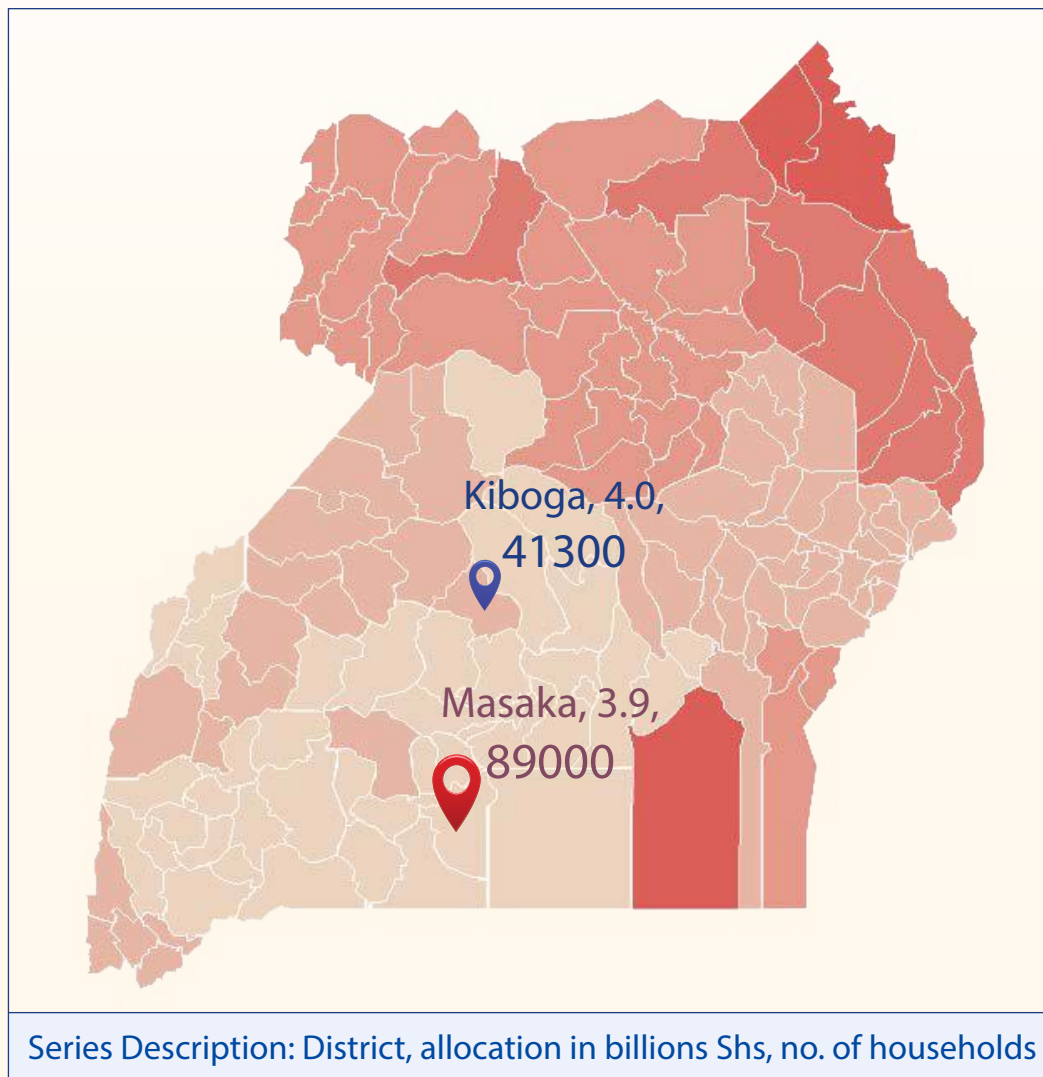 Kiboga, 4.0,
41300
Masaka, 3.9,
89000
Series Description: District, allocation in billions Shs, no. of households